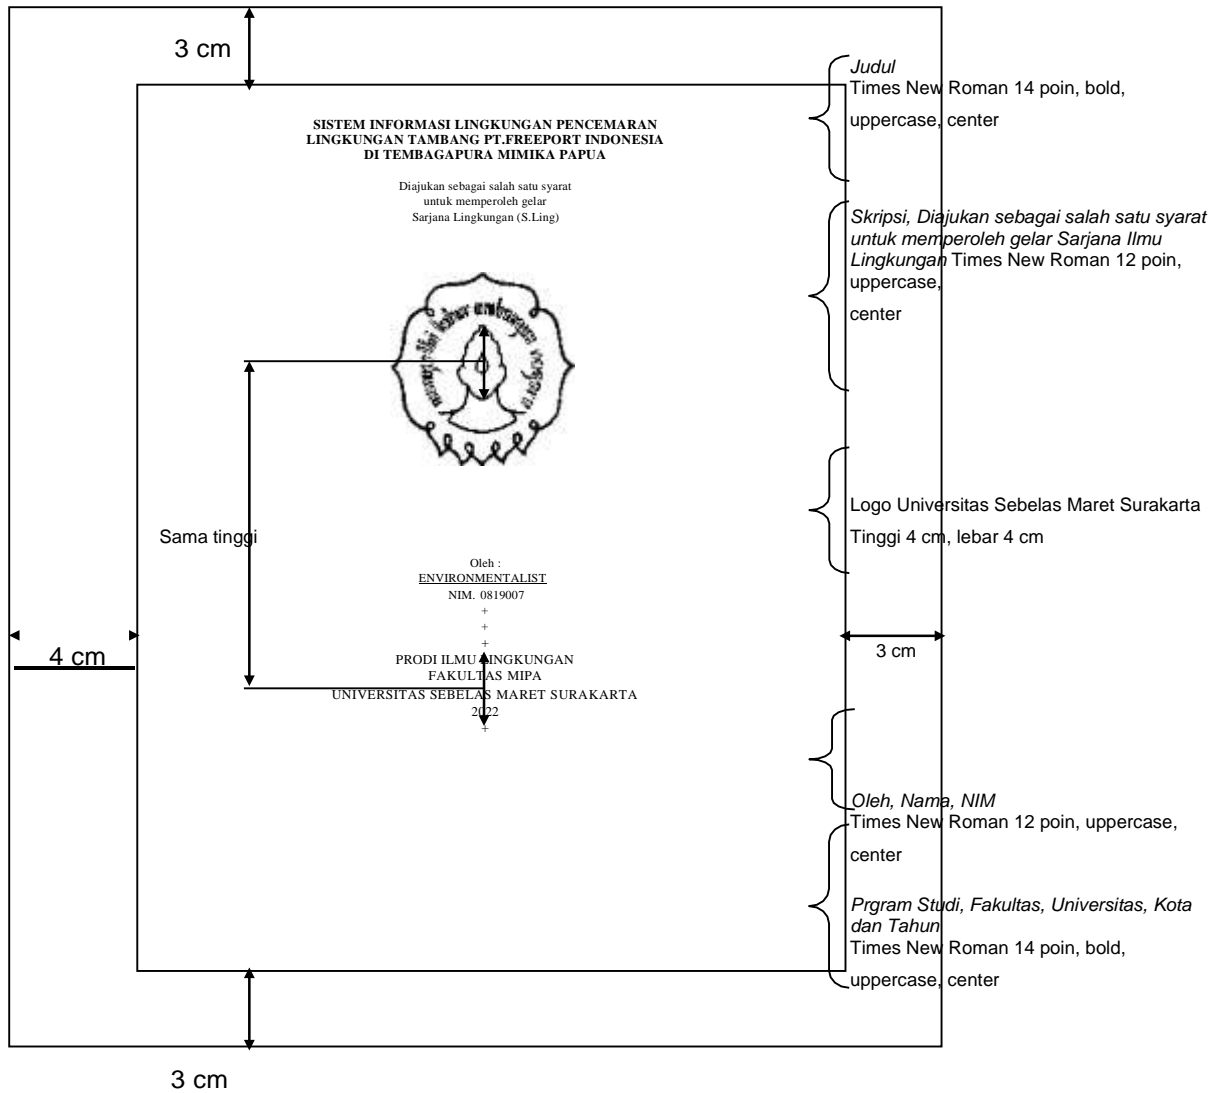 3 cm
Judul
Times New Roman 14 poin, bold,
uppercase, center
SISTEM INFORMASI LINGKUNGAN PENCEMARAN
LINGKUNGAN TAMBANG PT.FREEPORT INDONESIA
DI TEMBAGAPURA MIMIKA PAPUA
Diajukan sebagai salah satu syarat
untuk memperoleh gelar
Sarjana Lingkungan (S.Ling)
Skripsi, Diajukan sebagai salah satu syarat
untuk memperoleh gelar Sarjana Ilmu
Lingkungan Times New Roman 12 poin,
uppercase,
center
Logo Universitas Sebelas Maret Surakarta
Tinggi 4 cm, lebar 4 cm
Sama tinggi
Oleh :
ENVIRONMENTALIST
NIM. 0819007
+
+
+
4 cm
3 cm
PRODI ILMU LINGKUNGAN
FAKULTAS MIPA
UNIVERSITAS SEBELAS MARET SURAKARTA
2022
+
Oleh, Nama, NIM
Times New Roman 12 poin, uppercase,
center
Prgram Studi, Fakultas, Universitas, Kota
dan Tahun
Times New Roman 14 poin, bold,
uppercase, center
3 cm